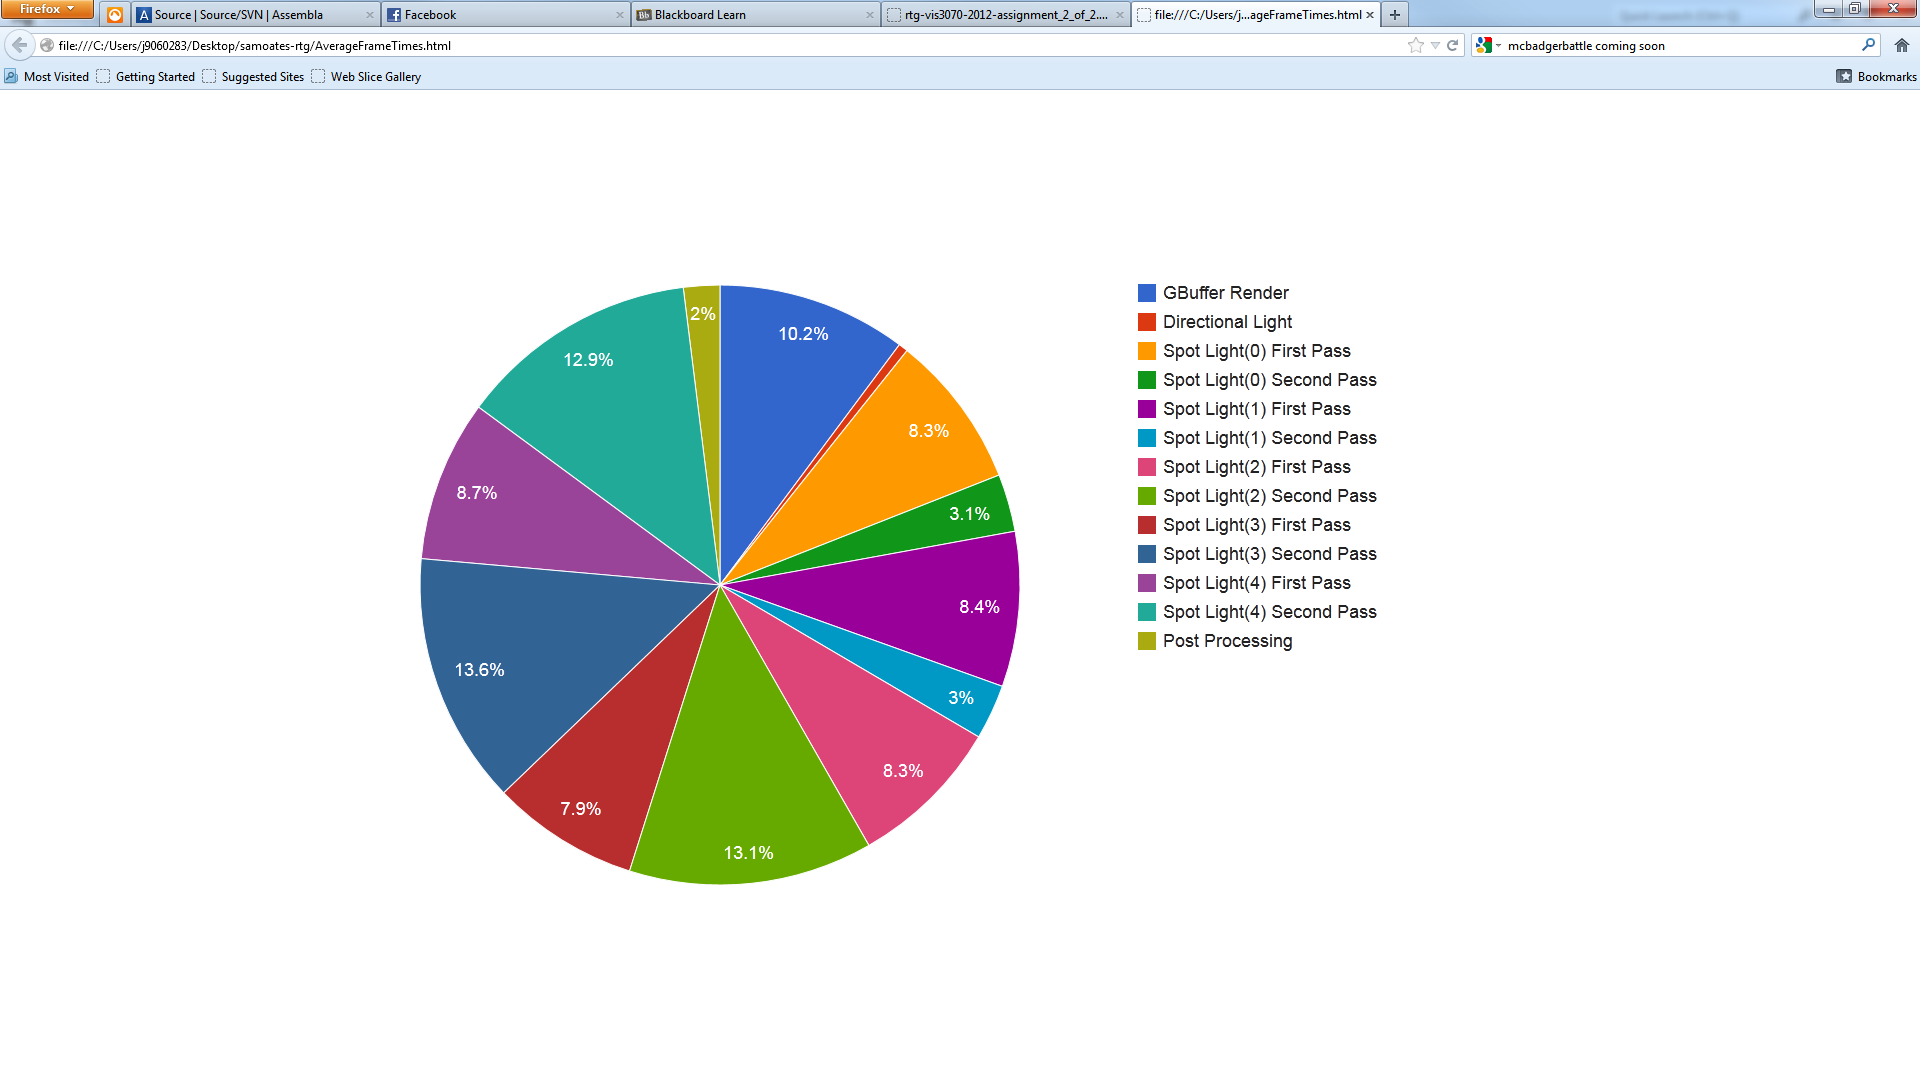 Firefox
Source | Source/SVN | Assembla
Facebook
Blackboard Learn
rtg-vis3070-2012-assignment_2_of_2....
file:///C:/Users/j...ageFrameTimes.html
file:///C:/Users/j9060283/Desktop/samoates-rtg/AverageFrameTimes.html
mcbadgerbattle coming soon
Most Visited
Getting Started
Suggested Sites
Web Slice Gallery
Bookmarks
2%
10.2%
12.9%
8.3%
8.7%
3.1%
8.4%
13.6%
3%
8.3%
7.9%
13.1%
GBuffer Render
Directional Light
Spot Light(0) First Pass
Spot Light(0) Second Pass
Spot Light(1) First Pass
Spot Light(1) Second Pass
Spot Light(2) First Pass
Spot Light(2) Second Pass
Spot Light(3) First Pass
Spot Light(3) Second Pass
Spot Light(4) First Pass
Spot Light(4) Second Pass
Post Processing